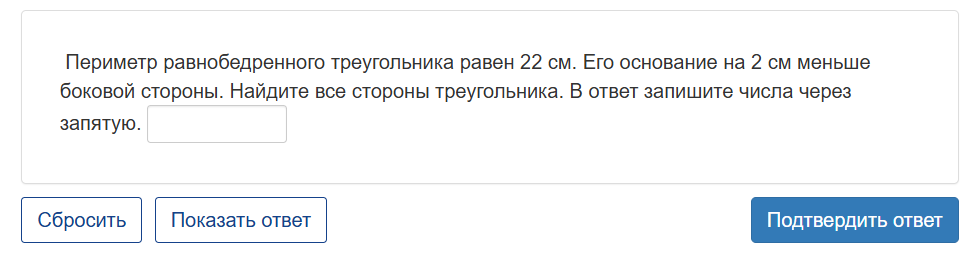 Периметр равнобедренного треугольника равен 22 см. Его основание на 2 см меньше
боковой стороны. Найдите все стороны треугольника. В ответ запишите числа через
запятую.
Сбросить
Показать ответ
Подтвердить ответ